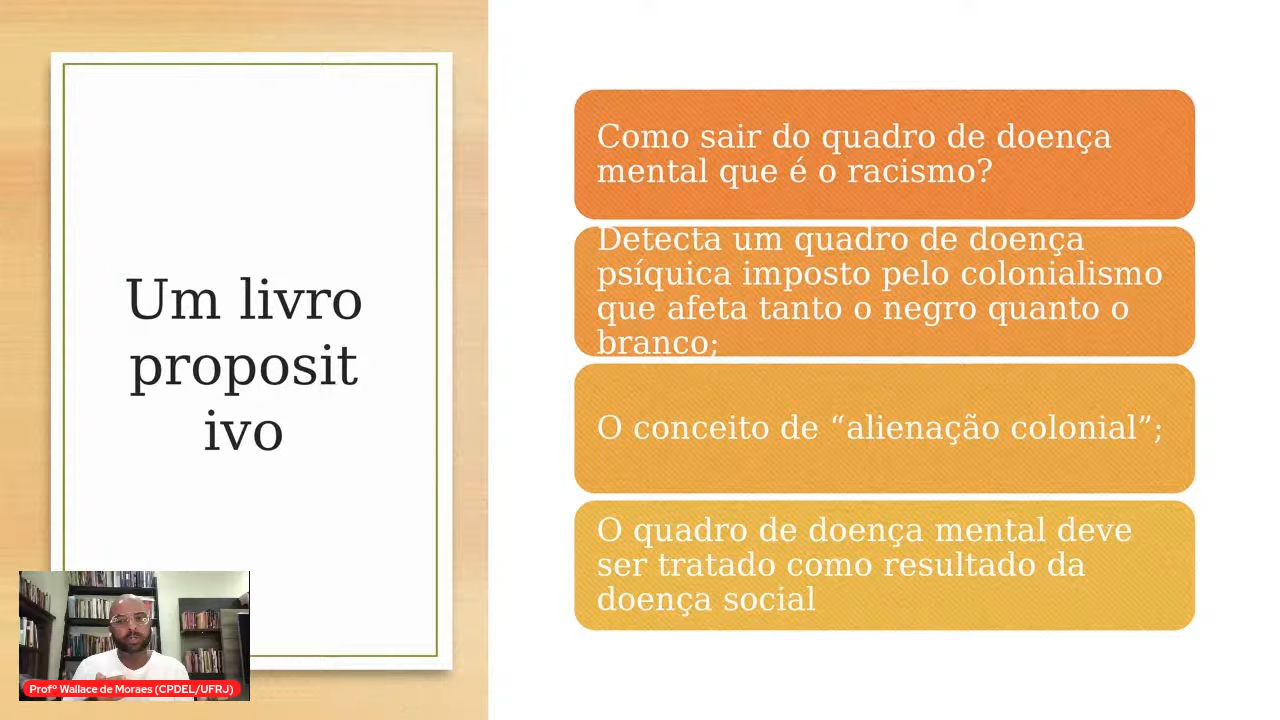 Um livro
proposit
ivo
Como sair do quadro de doença
mental que é o racismo?
Detecta um quadro de doença
psíquica imposto pelo colonialismo
que afeta tanto o negro quanto o
branco;
O conceito de “alienação colonial”;
O quadro de doença mental deve
ser tratado como resultado da
doença social
Profº Wallace de Moraes (CPDEL/UFRJ)